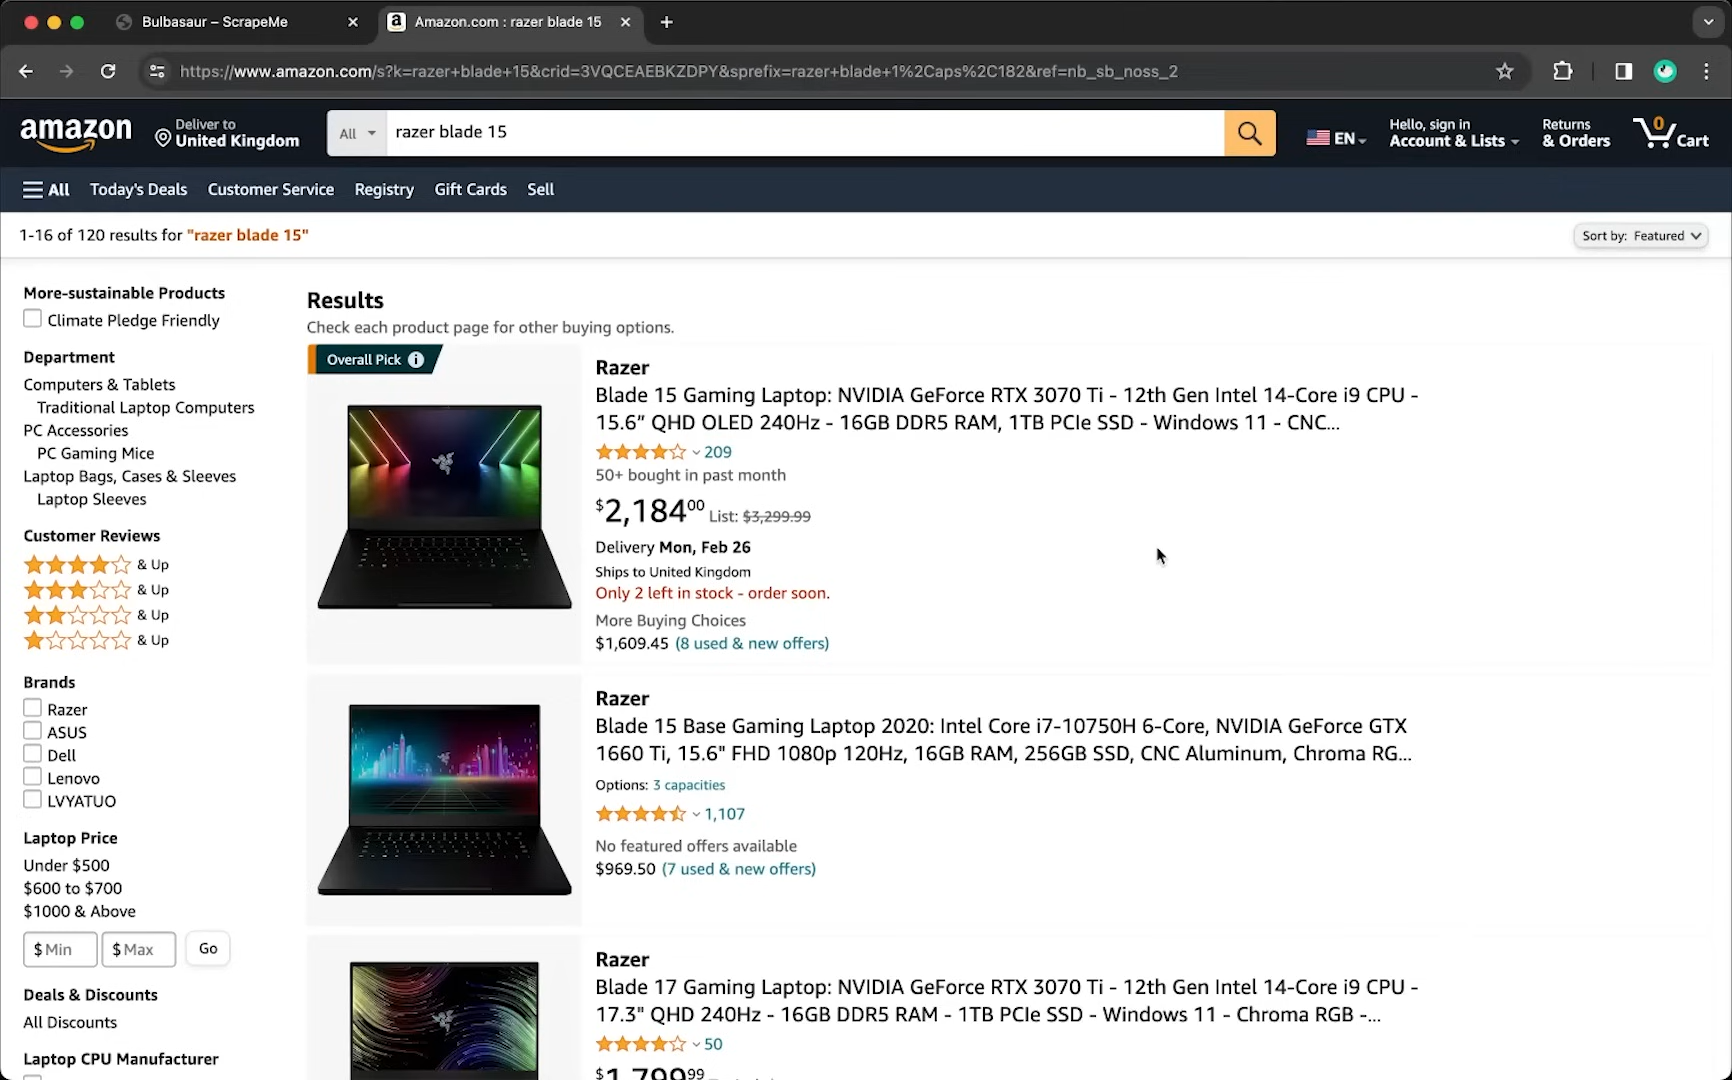 Bulbasaur – ScrapeMe
Amazon.com : razer blade 15
https://www.amazon.com/s?k=razer+blade+15&crid=3VQCEAEBKZDPY&sprefix=razer+blade+1%2Caps%2C182&ref=nb_sb_noss_2
amazon
Deliver to
United Kingdom
All
razer blade 15
EN
Hello, sign in
Account & Lists
Returns
& Orders
0
Cart
All
Today's Deals
Customer Service
Registry
Gift Cards
Sell
1-16 of 120 results for "razer blade 15"
Sort by: Featured
More-sustainable Products
Climate Pledge Friendly
Department
Computers & Tablets
Traditional Laptop Computers
PC Accessories
PC Gaming Mice
Laptop Bags, Cases & Sleeves
Laptop Sleeves
Customer Reviews
& Up
& Up
& Up
& Up
Brands
Razer
ASUS
Dell
Lenovo
LVYATUO
Laptop Price
Under $500
$600 to $700
$1000 & Above
$ Min
$ Max
Go
Deals & Discounts
All Discounts
Laptop CPU Manufacturer
Results
Check each product page for other buying options.
Overall Pick
Razer
Blade 15 Gaming Laptop: NVIDIA GeForce RTX 3070 Ti - 12th Gen Intel 14-Core i9 CPU -
15.6” QHD OLED 240Hz - 16GB DDR5 RAM, 1TB PCIe SSD - Windows 11 - CNC...
209
50+ bought in past month
$2,18400 List: $3,299.99
Delivery Mon, Feb 26
Ships to United Kingdom
Only 2 left in stock - order soon.
More Buying Choices
$1,609.45 (8 used & new offers)
Razer
Blade 15 Base Gaming Laptop 2020: Intel Core i7-10750H 6-Core, NVIDIA GeForce GTX
1660 Ti, 15.6" FHD 1080p 120Hz, 16GB RAM, 256GB SSD, CNC Aluminum, Chroma RG...
Options: 3 capacities
1,107
No featured offers available
$969.50 (7 used & new offers)
Razer
Blade 17 Gaming Laptop: NVIDIA GeForce RTX 3070 Ti - 12th Gen Intel 14-Core i9 CPU -
17.3" QHD 240Hz - 16GB DDR5 RAM - 1TB PCIe SSD - Windows 11 - Chroma RGB -...
50
$1,79999